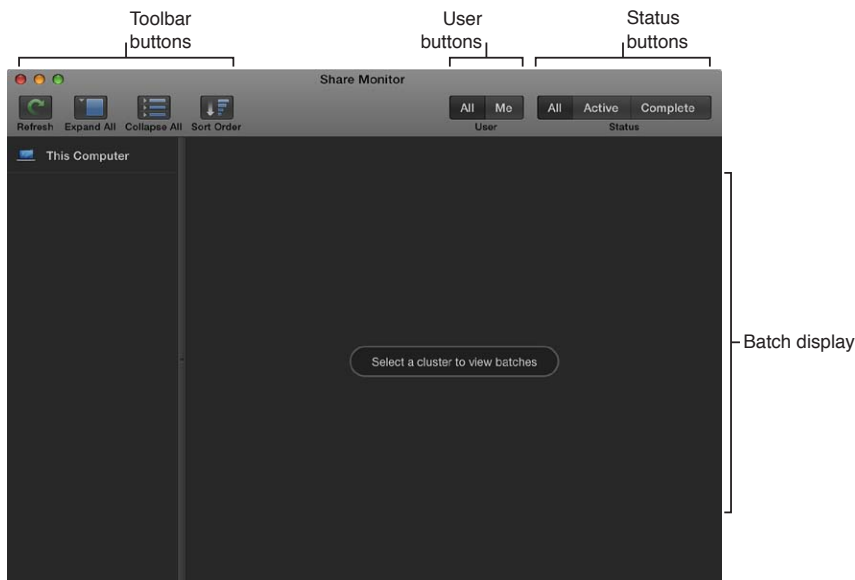 Toolbar
buttons
User
buttons
Status
buttons
Share Monitor
All Me
All Active Complete
Refresh Expand All Collapse All Sort Order
User
Status
This Computer
Select a cluster to view batches
Batch display